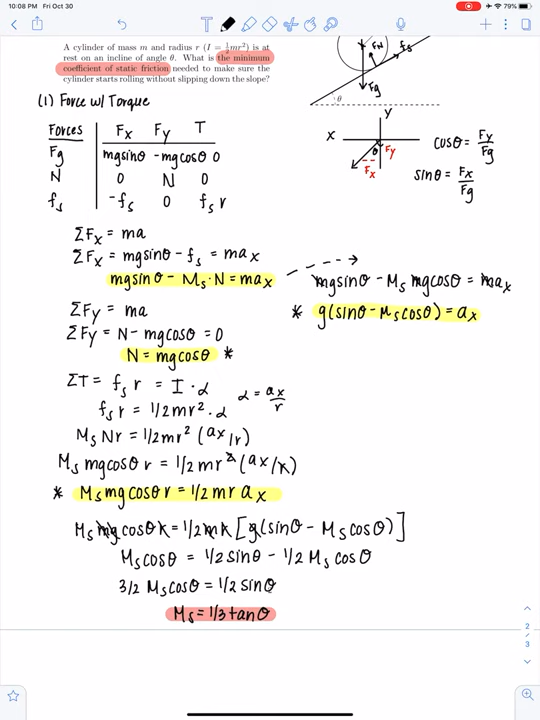 10:08 PM Fri Oct 30
79%
T
A cylinder of mass m and radius r (I = ½mr²) is at
rest on an incline of angle θ. What is the minimum
coefficient of static friction needed to make sure the
cylinder starts rolling without slipping down the slope?
FN
fs
Fg
θ
(1) Force w/ Torque
Forces Fx Fy T
Fg mgsinθ -mgcosθ 0
N 0 N 0
fs -fs 0 fs r
Y
X
θ
Fy
Fx
cosθ = Fy/Fg
sinθ = Fx/Fg
ΣFx = ma
ΣFx = mgsinθ - fs = max
mgsinθ - Ms·N = max
mgsinθ - Ms mgcosθ = max
* g(sinθ - Mscosθ) = ax
ΣFy = ma
ΣFy = N - mgcosθ = 0
N = mgcosθ *
ΣT = fs r = I·α
α = ax/r
fs r = 1/2mr²·α
Ms Nr = 1/2mr² (ax/r)
Ms mgcosθ r = 1/2 mr² (ax/r)
* Ms mg cosθ r = 1/2 mr ax
Ms mg cosθ r = 1/2 mr [g(sinθ - Ms cosθ)]
Ms cosθ = 1/2 sinθ - 1/2 Ms cosθ
3/2 Ms cosθ = 1/2 sinθ
Ms = 1/3 tanθ
2
3